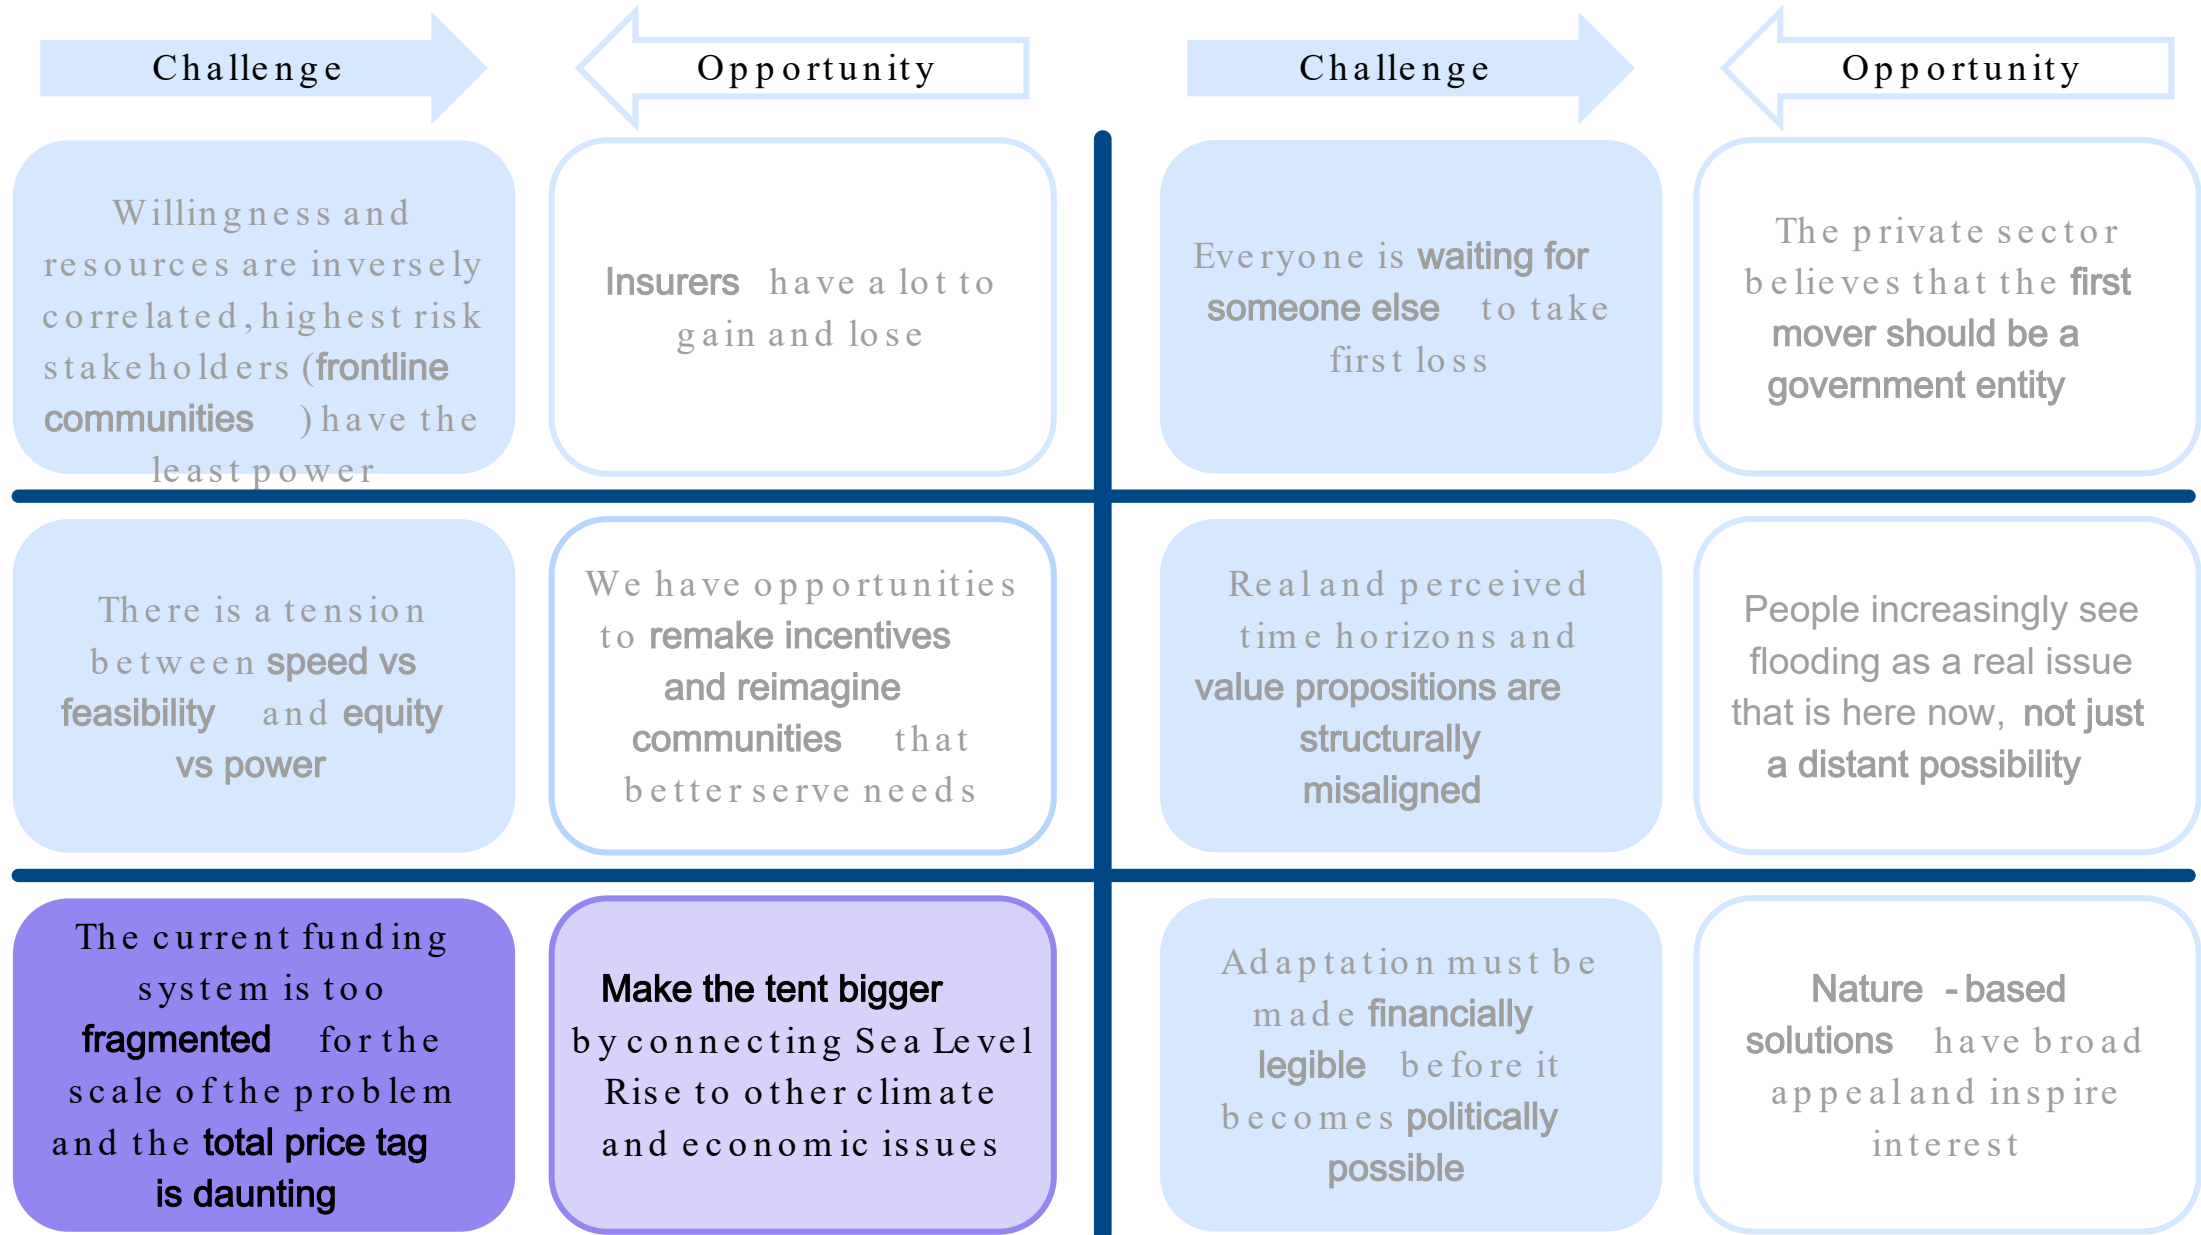 Challenge
Opportunity
Challenge
Opportunity
Willingness and
resources are inversely
correlated, highest risk
stakeholders (frontline
communities ) have the
least power
Insurers have a lot to
gain and lose
Everyone is waiting for
someone else to take
first loss
The private sector
believes that the first
mover should be a
government entity
There is a tension
between speed vs
feasibility and equity
vs power
We have opportunities
to remake incentives
and reimagine
communities that
better serve needs
Real and perceived
time horizons and
value propositions are
structurally
misaligned
People increasingly see
flooding as a real issue
that is here now, not just
a distant possibility
The current funding
system is too
fragmented for the
scale of the problem
and the total price tag
is daunting
Make the tent bigger
by connecting Sea Level
Rise to other climate
and economic issues
Adaptation must be
made financially
legible before it
becomes politically
possible
Nature -based
solutions have broad
appeal and inspire
interest